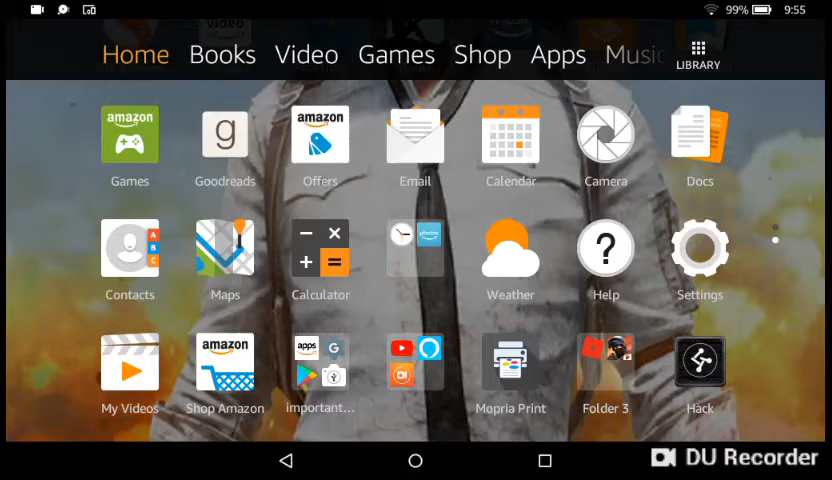 99% 9:55
Home Books Video Games Shop Apps Music LIBRARY
amazon amazon
g
Games Goodreads Offers Email Calendar Camera Docs
A
B
C
photos
?
Contacts Maps Calculator Weather Help Settings
amazon apps G
My Videos Shop Amazon important... Mopria Print Folder 3 Hack
DU Recorder